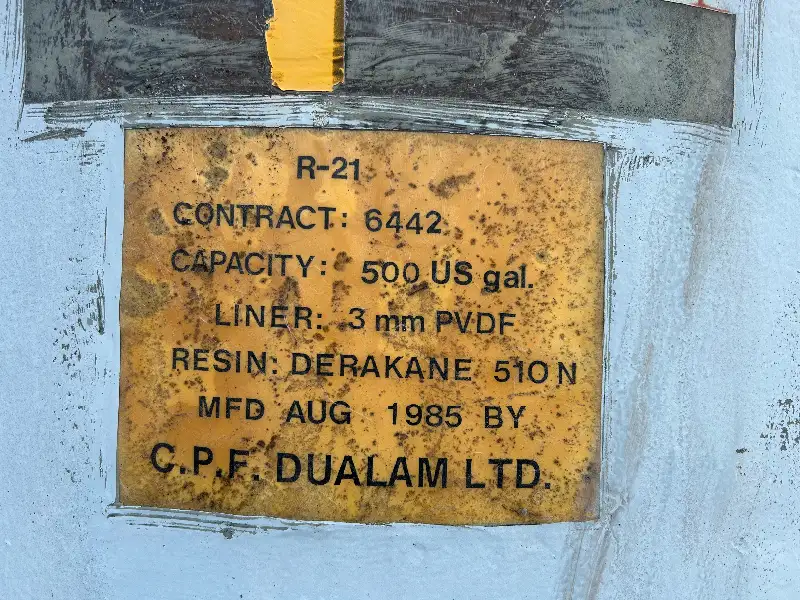 R-21
CONTRACT: 6442
CAPACITY: 500 US gal.
LINER: 3 mm PVDF
RESIN: DERAKANE 510N
MFD AUG 1985 BY
C.P.F. DUALAM LTD.